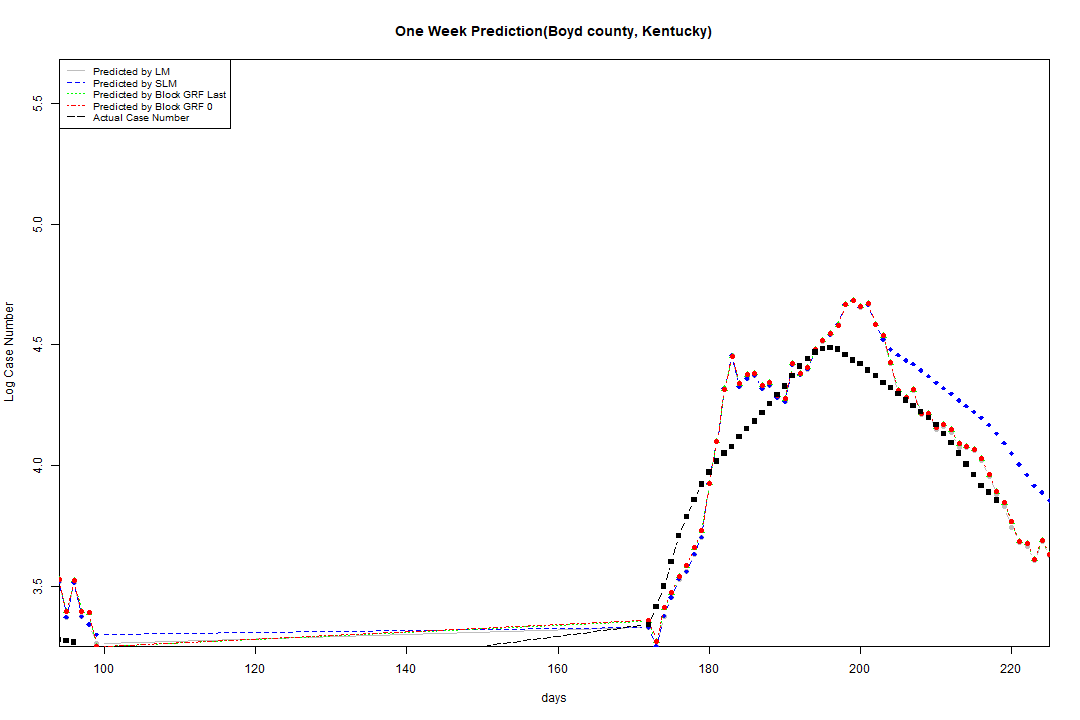 One Week Prediction(Boyd county, Kentucky)
Predicted by LM
Predicted by SLM
Predicted by Block GRF Last
Predicted by Block GRF 0
Actual Case Number
Log Case Number
5.5
5.0
4.5
4.0
3.5
100 120 140 160 180 200 220
days